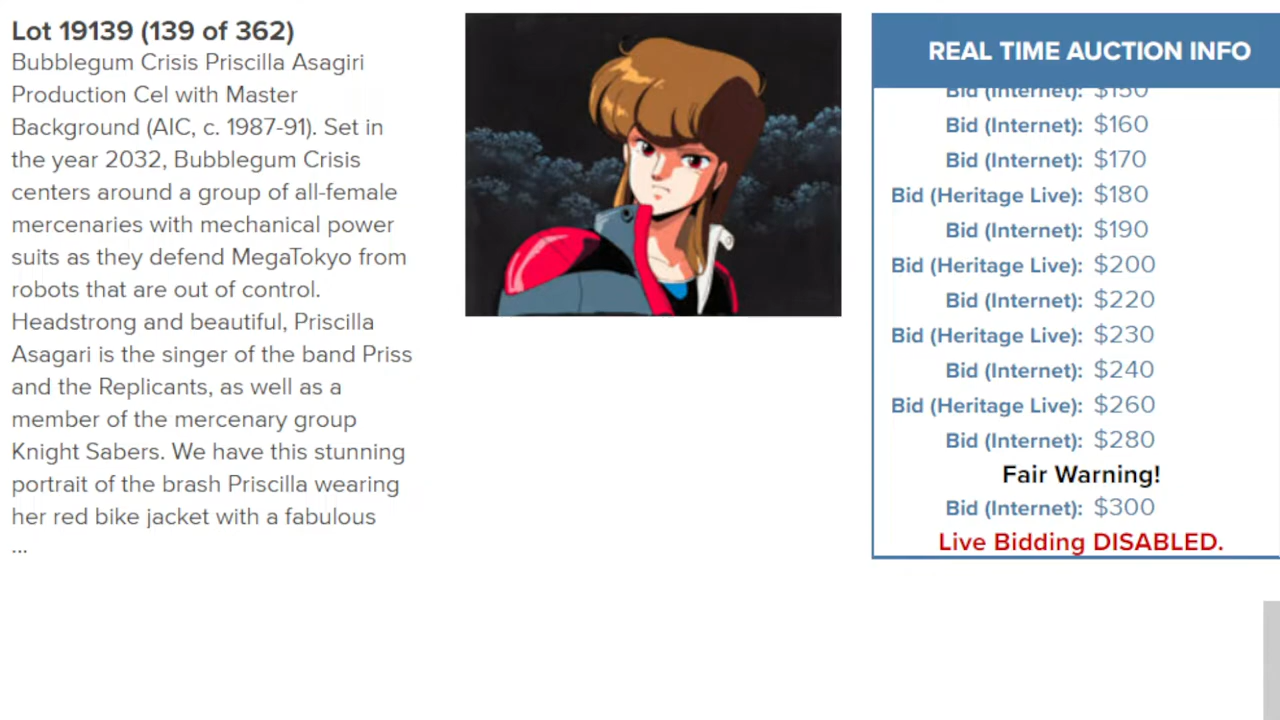 Lot 19139 (139 of 362)
Bubblegum Crisis Priscilla Asagiri
Production Cel with Master
Background (AIC, c. 1987-91). Set in
the year 2032, Bubblegum Crisis
centers around a group of all-female
mercenaries with mechanical power
suits as they defend MegaTokyo from
robots that are out of control.
Headstrong and beautiful, Priscilla
Asagari is the singer of the band Priss
and the Replicants, as well as a
member of the mercenary group
Knight Sabers. We have this stunning
portrait of the brash Priscilla wearing
her red bike jacket with a fabulous
...
REAL TIME AUCTION INFO
Bid (Internet): $150
Bid (Internet): $160
Bid (Internet): $170
Bid (Heritage Live): $180
Bid (Internet): $190
Bid (Heritage Live): $200
Bid (Internet): $220
Bid (Heritage Live): $230
Bid (Internet): $240
Bid (Heritage Live): $260
Bid (Internet): $280
Fair Warning!
Bid (Internet): $300
Live Bidding DISABLED.